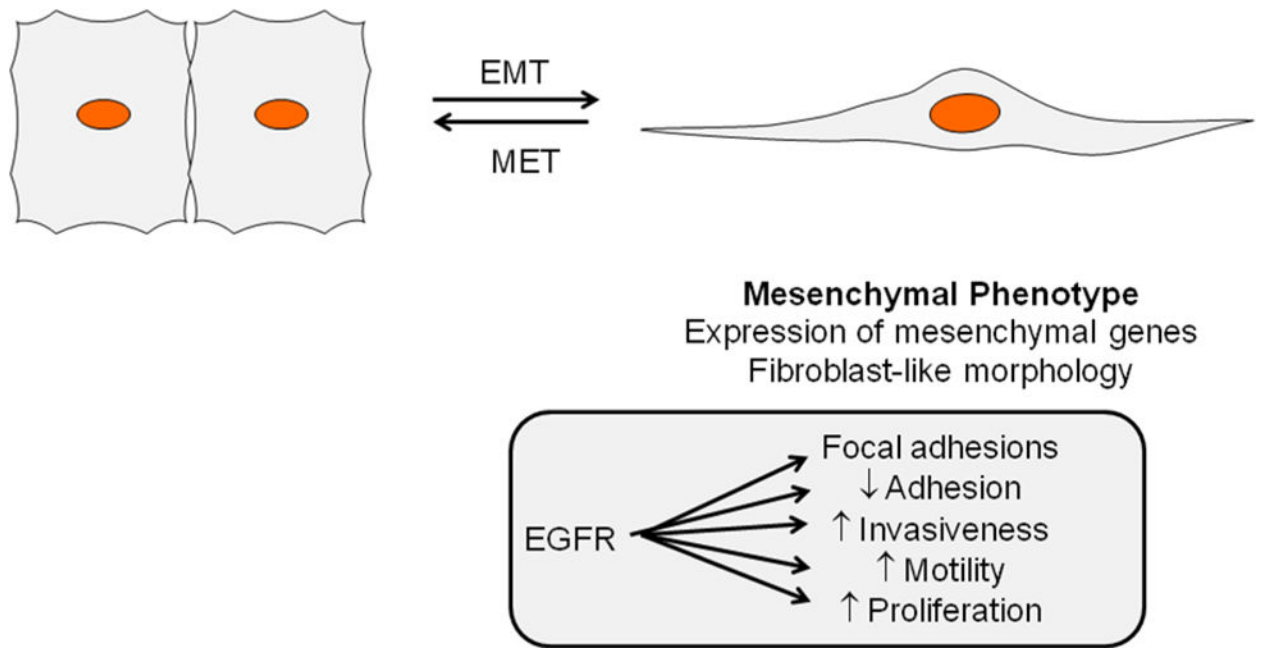 EMT
MET
Mesenchymal Phenotype
Expression of mesenchymal genes
Fibroblast-like morphology
EGFR
Focal adhesions
↓ Adhesion
↑ Invasiveness
↑ Motility
↑ Proliferation